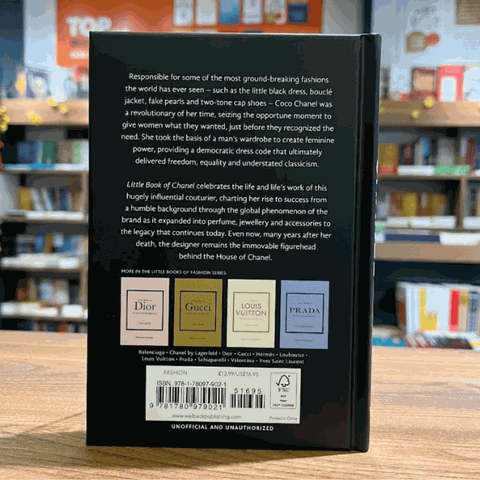 TOP
Responsible for some of the most ground-breaking fashions
the world has ever seen – such as the little black dress, bouclé
jacket, fake pearls and two-tone cap shoes – Coco Chanel was
a revolutionary of her time, seizing the opportune moment to
give women what they wanted, just before they recognized the
need. She took the basis of a man's wardrobe to create feminine
power, providing a democratic dress code that ultimately
delivered freedom, equality and understated classicism.
Little Book of Chanel celebrates the life and life's work of this
hugely influential couturier, charting her rise to success from
a humble background through the global phenomenon of the
brand as it expanded into perfume, jewellery and accessories to
the legacy that continues today. Even now, many years after her
death, the designer remains the immovable figurehead
behind the House of Chanel.
MORE IN THE LITTLE BOOKS OF FASHION SERIES
Dior
Gucci
LOUIS
VUITTON
PRADA
Balenciaga • Chanel by Lagerfeld • Dior • Gucci • Hermès • Louboutin •
Louis Vuitton • Prada • Schiaparelli • Valentino • Yves Saint Laurent
FASHION £13.99/US$16.95
ISBN: 978-1-78097-902-1
51695
9 781780 979021
www.welbeckpublishing.com
FSC
Printed in China
UNOFFICIAL AND UNAUTHORIZED